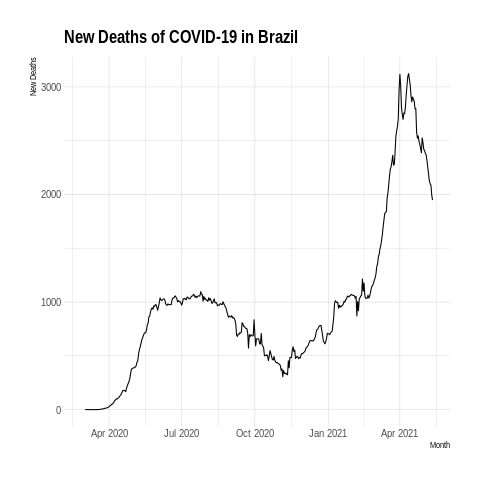 New Deaths of COVID-19 in Brazil
New Deaths
3000
2000
1000
0
Apr 2020 Jul 2020 Oct 2020 Jan 2021 Apr 2021
Month